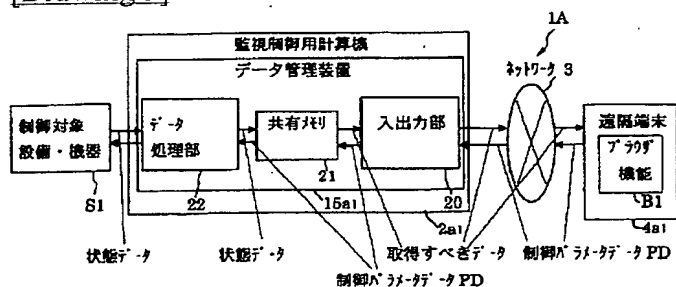 [Drawing 3]
1A
監視制御用計算機
データ管理装置
ネットワーク 3
制御対象
設備・機器
S1
データ
処理部
22
共有メモリ
21
入出力部
20
遠隔端末
ブラウザ
機能
B1
4a1
15a1
2a1
状態データ
状態データ
取得すべきデータ
制御パラメータデータ PD
制御パラメータデータ PD